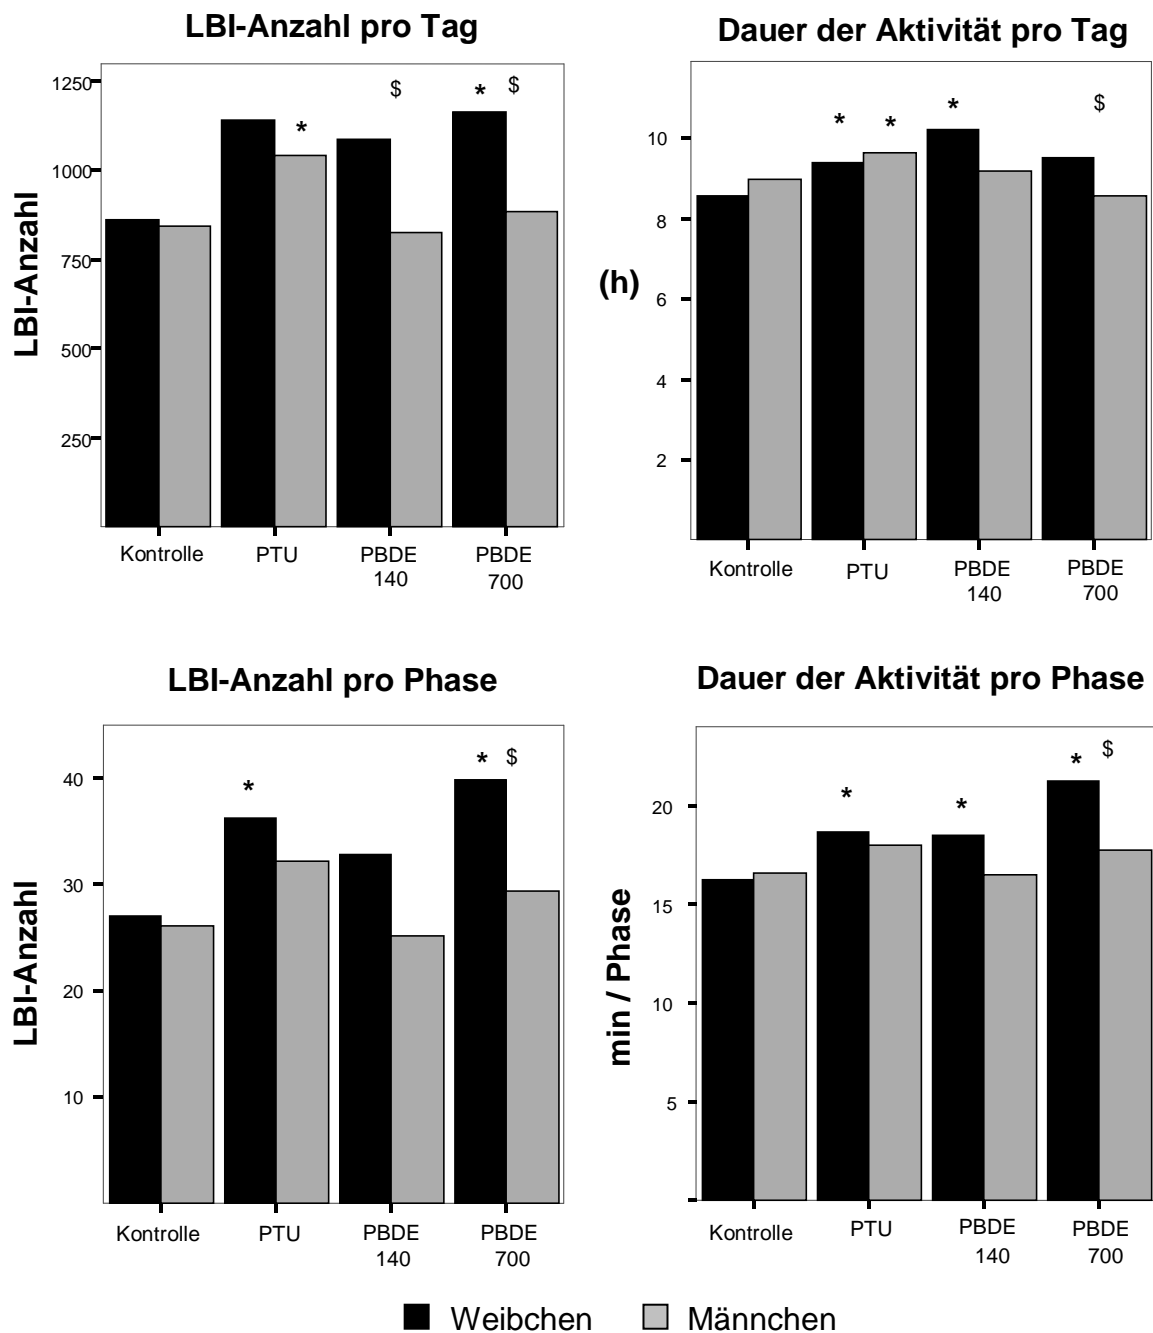 LBI-Anzahl pro Tag
LBI-Anzahl
1250
1000
750
500
250
$
*
$
*
Kontrolle
PTU
PBDE
140
PBDE
700
Dauer der Aktivität pro Tag
(h)
10
8
6
4
2
*
*
*
$
Kontrolle
PTU
PBDE
140
PBDE
700
LBI-Anzahl pro Phase
LBI-Anzahl
40
30
20
10
*
*
$
Kontrolle
PTU
PBDE
140
PBDE
700
Dauer der Aktivität pro Phase
min / Phase
20
15
10
5
*
*
*
$
Kontrolle
PTU
PBDE
140
PBDE
700
Weibchen
Männchen